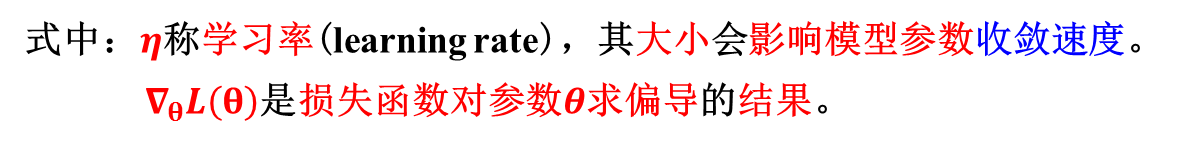 式中：η称学习率(learning rate)，其大小会影响模型参数收敛速度。
∇θL(θ)是损失函数对参数θ求偏导的结果。